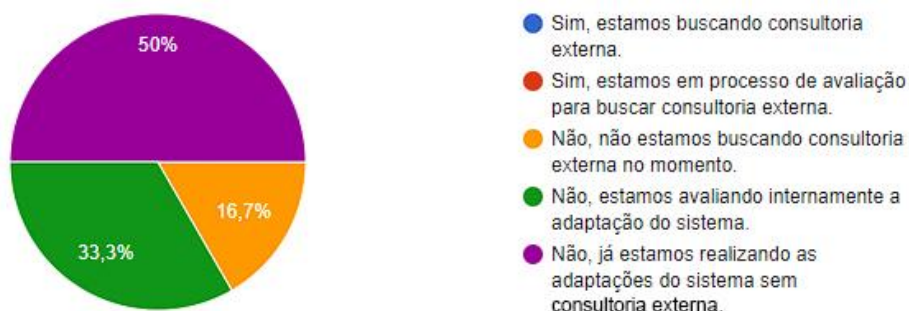 50%
16,7%
33,3%
Sim, estamos buscando consultoria
externa.
Sim, estamos em processo de avaliação
para buscar consultoria externa.
Não, não estamos buscando consultoria
externa no momento.
Não, estamos avaliando internamente a
adaptação do sistema.
Não, já estamos realizando as
adaptações do sistema sem
consultoria externa.